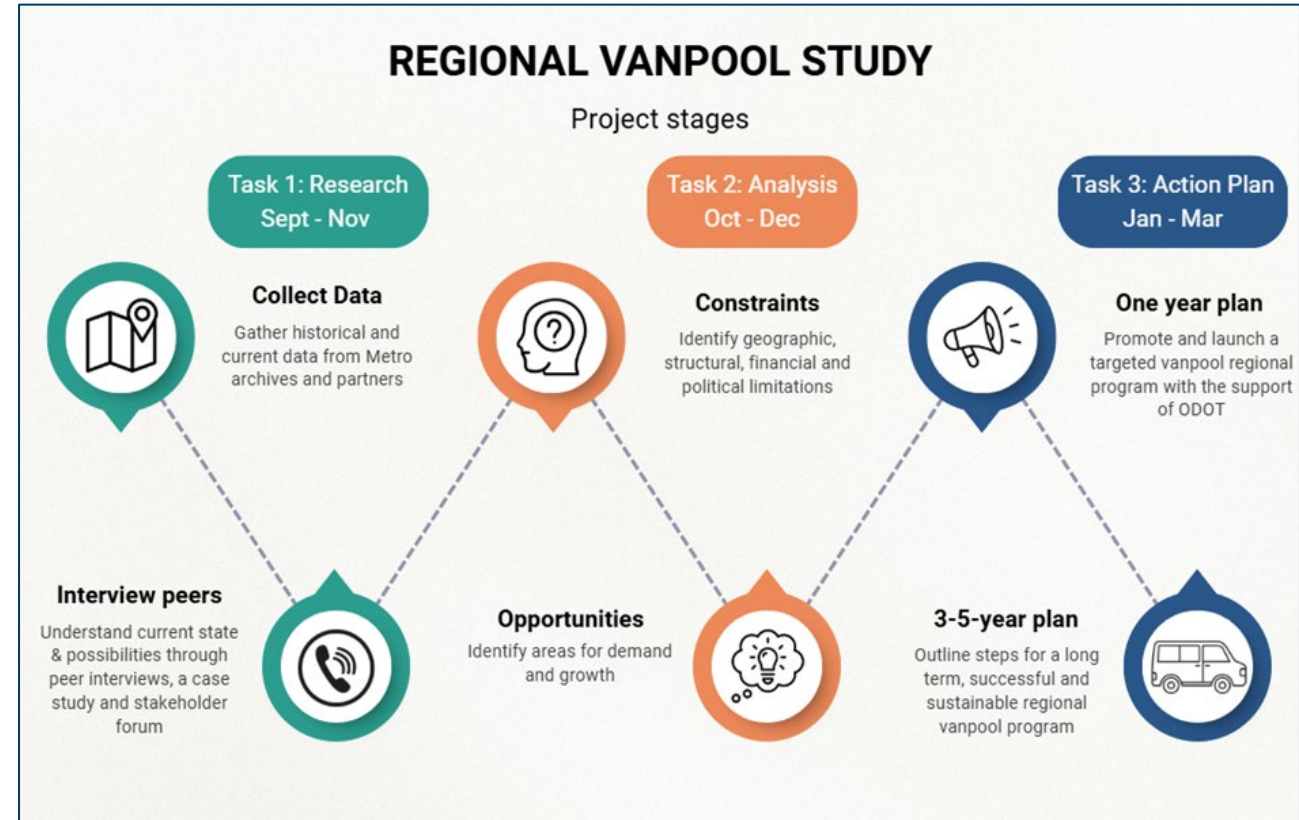 REGIONAL VANPOOL STUDY
Project stages
Task 1: Research
Sept - Nov
Collect Data
Gather historical and
current data from Metro
archives and partners
Interview peers
Understand current state
& possibilities through
peer interviews, a case
study and stakeholder
forum
Task 2: Analysis
Oct - Dec
Constraints
Identify geographic,
structural, financial and
political limitations
Opportunities
Identify areas for demand
and growth
Task 3: Action Plan
Jan - Mar
One year plan
Promote and launch a
targeted vanpool regional
program with the support
of ODOT
3-5-year plan
Outline steps for a long
term, successful and
sustainable regional
vanpool program